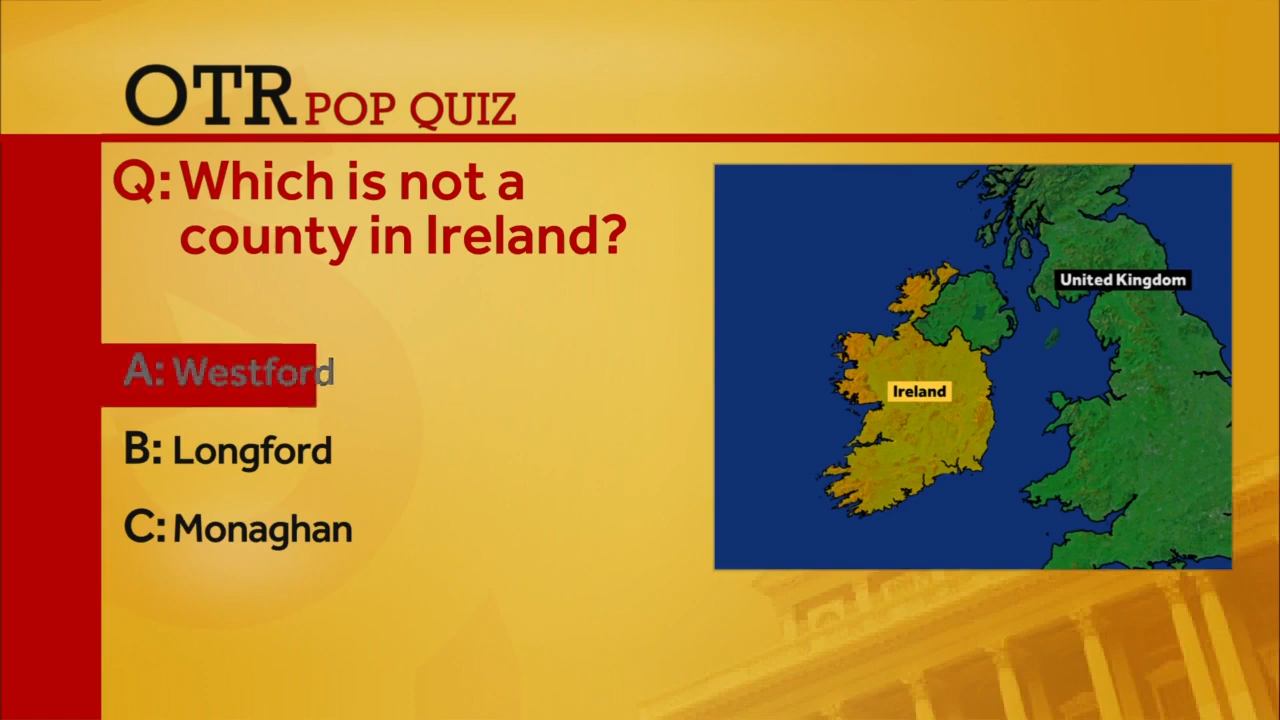 OTR POP QUIZ
Q: Which is not a
county in Ireland?
A: Westford
B: Longford
C: Monaghan
United Kingdom
Ireland